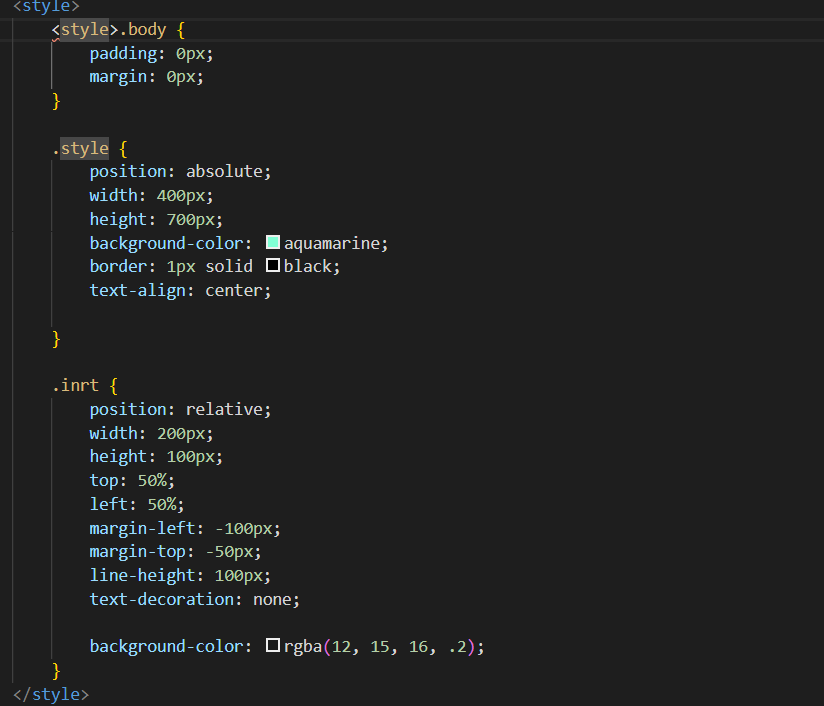 <style>
<style>.body {
padding: 0px;
margin: 0px;
}
.style {
position: absolute;
width: 400px;
height: 700px;
background-color: aquamarine;
border: 1px solid black;
text-align: center;
}
.inrt {
position: relative;
width: 200px;
height: 100px;
top: 50%;
left: 50%;
margin-left: -100px;
margin-top: -50px;
line-height: 100px;
text-decoration: none;
background-color: rgba(12, 15, 16, .2);
}
</style>